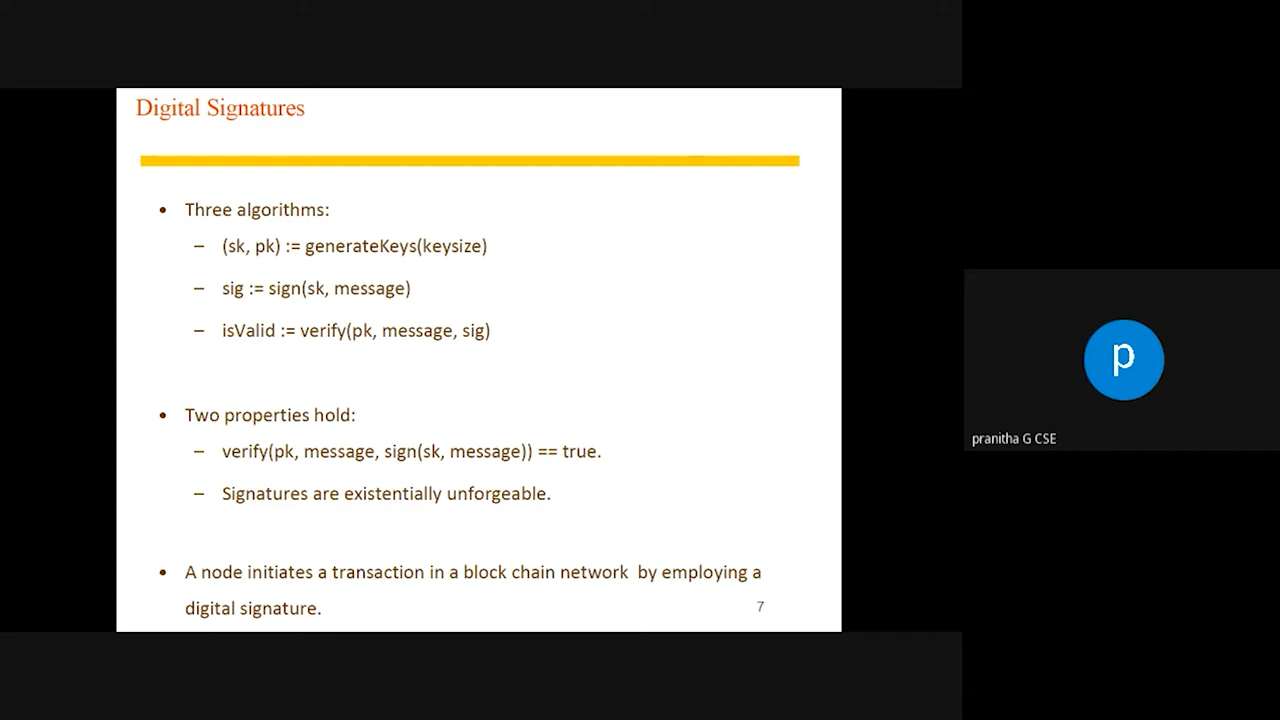 Digital Signatures
• Three algorithms:
– (sk, pk) := generateKeys(keysize)
– sig := sign(sk, message)
– isValid := verify(pk, message, sig)
• Two properties hold:
– verify(pk, message, sign(sk, message)) == true.
– Signatures are existentially unforgeable.
• A node initiates a transaction in a block chain network by employing a
digital signature.
7
p
pranitha G CSE